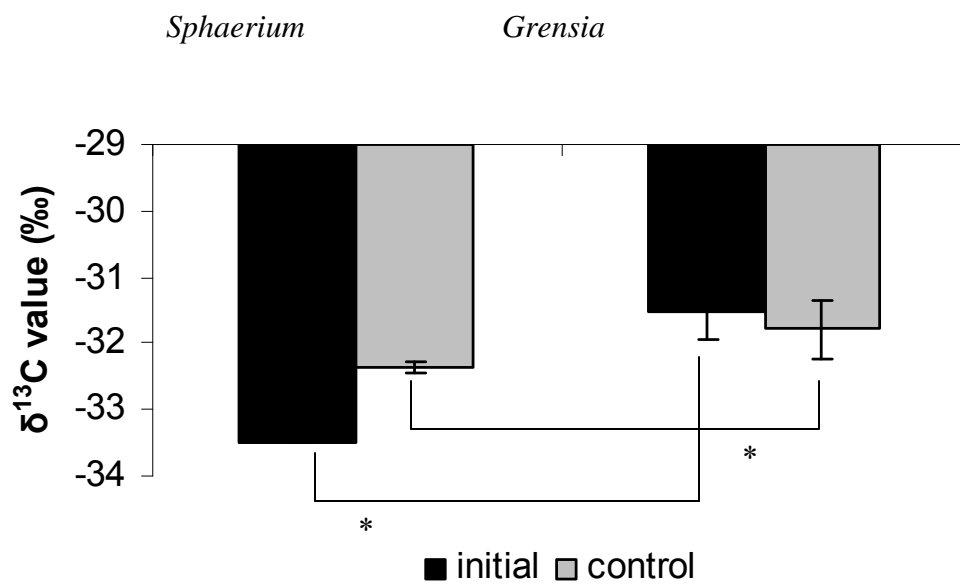 Sphaerium Grensia
-29
-30
-31
-32
-33
-34
δ¹³C value (‰)
*
*
initial control